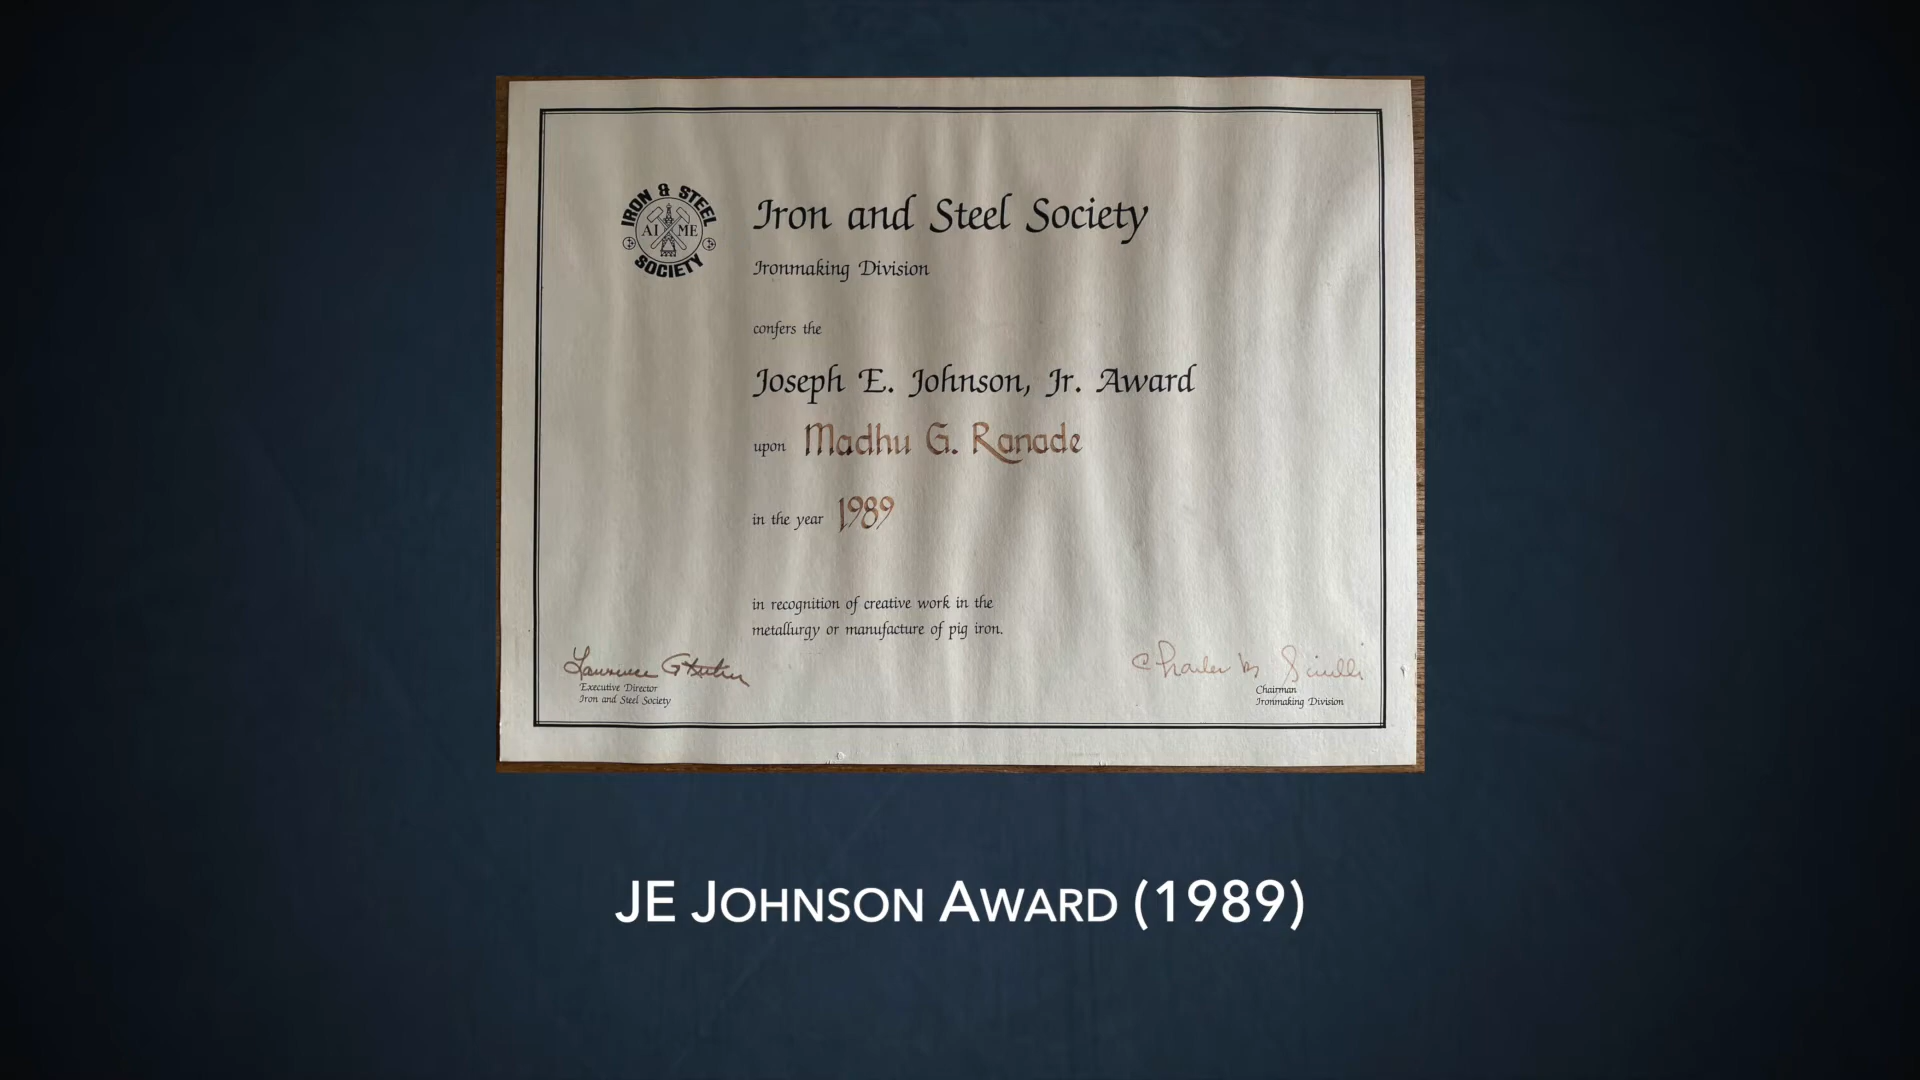 IRON & STEEL
AIME
SOCIETY
Iron and Steel Society
Ironmaking Division
confers the
Joseph E. Johnson, Jr. Award
upon Madhu G. Ranade
in the year 1989
in recognition of creative work in the
metallurgy or manufacture of pig iron.
Lawrence G
Executive Director
Iron and Steel Society
Charles M
Chairman
Ironmaking Division
JE JOHNSON AWARD (1989)